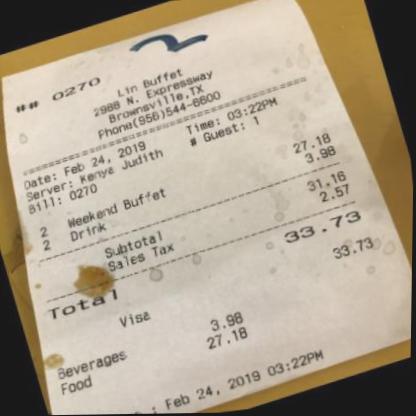 2
## 0270
Lin Buffet
2988 N. Expressway
Brownsville,TX
Phone(956)544-6600
Date: Feb 24, 2019 Time: 03:22PM
Server: Kenye Judith # Guest: 1
Bill: 0270
2 Weekend Buffet 27.18
2 Drink 3.98
Subtotal 31.16
Sales Tax 2.57
Total 33.73
Visa 33.73
Beverages 3.98
Food 27.18
: Feb 24, 2019 03:22PM